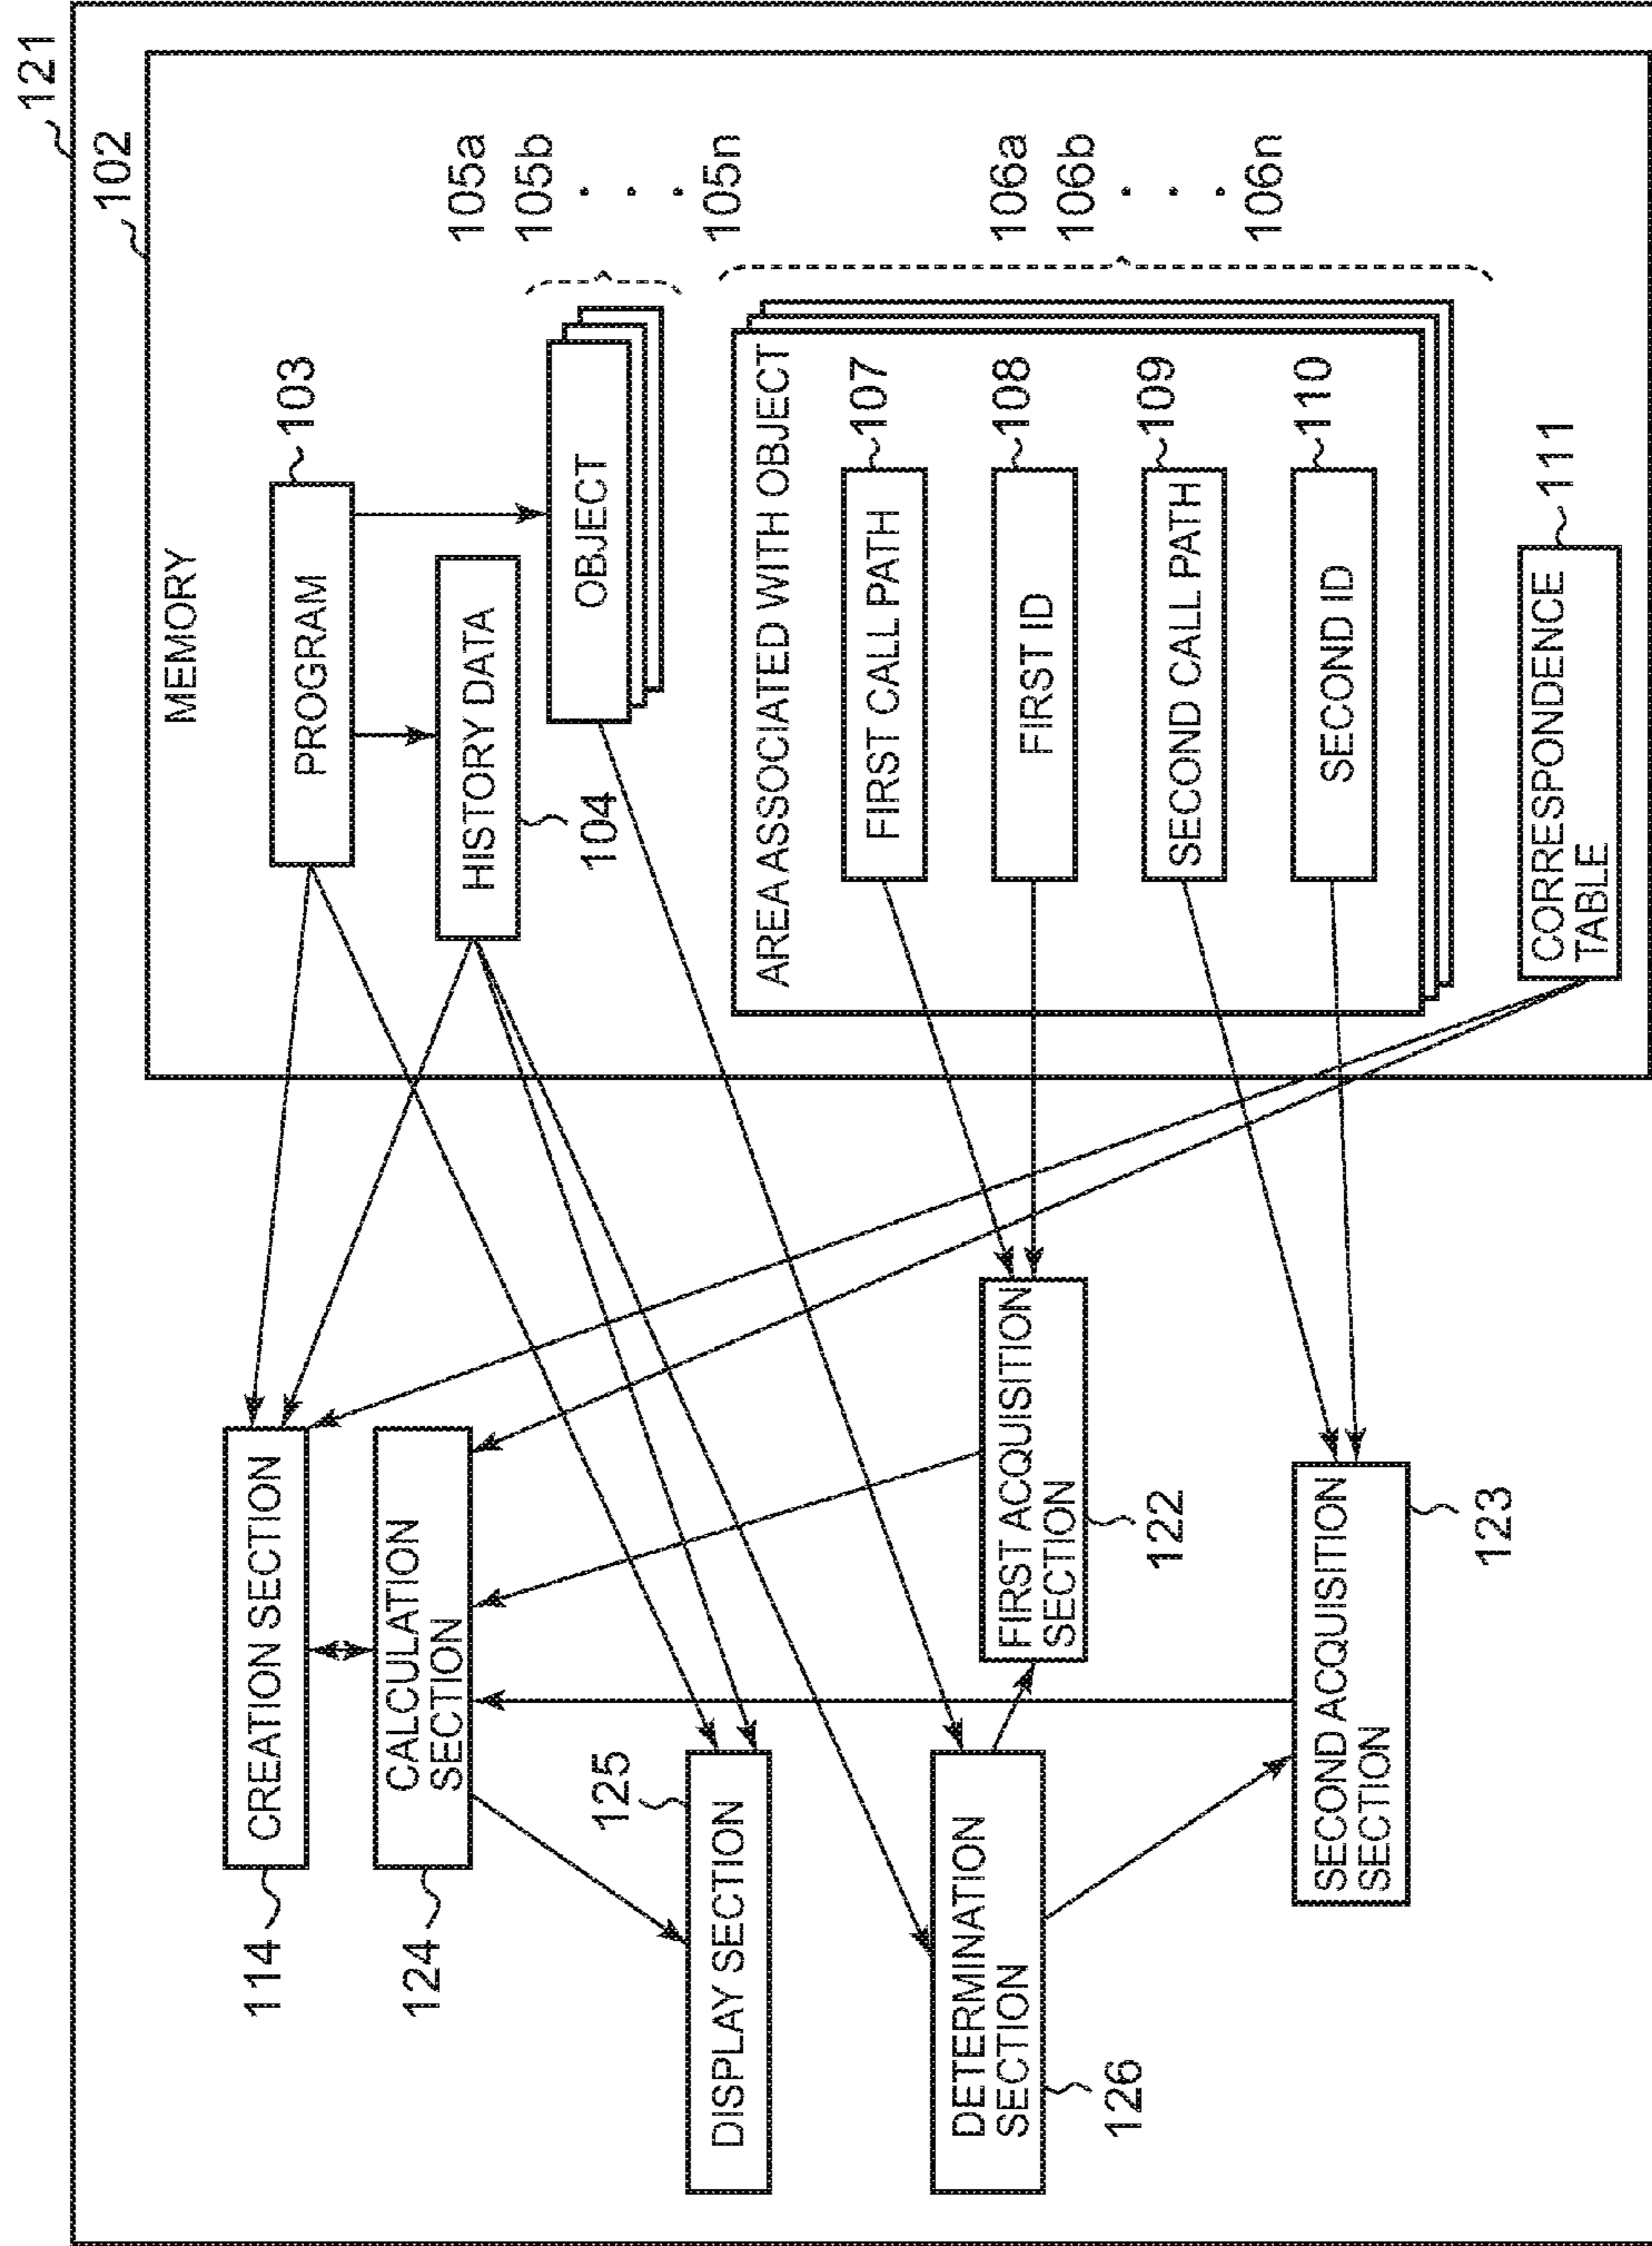 121
102
MEMORY
PROGRAM
103
HISTORY DATA
104
OBJECT
105a
105b
105n
AREA ASSOCIATED WITH OBJECT
FIRST CALL PATH
107
FIRST ID
108
SECOND CALL PATH
109
SECOND ID
110
106a
106b
106n
CORRESPONDENCE
TABLE
111
114
CREATION SECTION
124
CALCULATION
SECTION
125
DISPLAY SECTION
DETERMINATION
SECTION
126
FIRST ACQUISITION
SECTION
122
SECOND ACQUISITION
SECTION
123